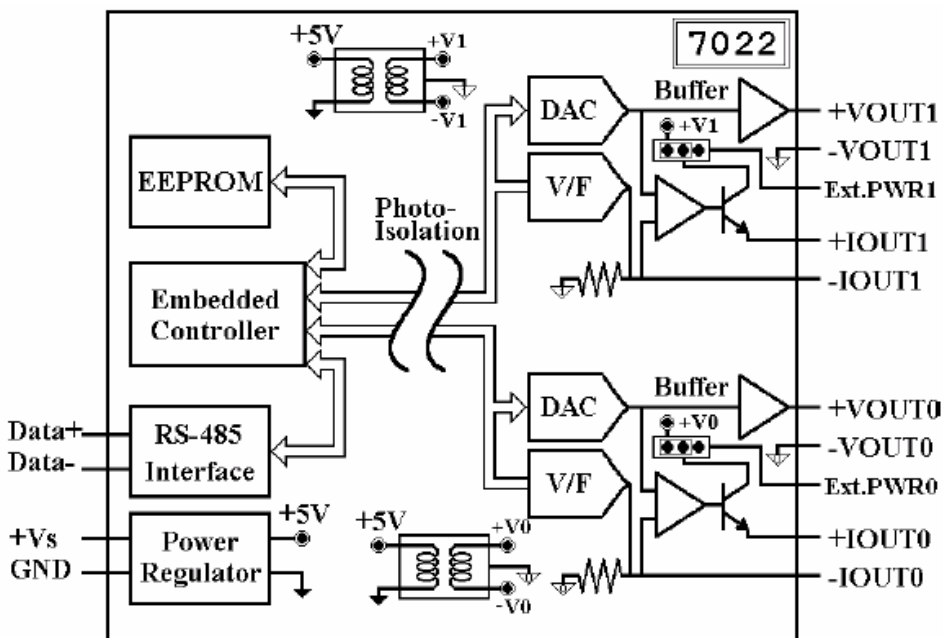 7022
+5V
+V1
-V1
EEPROM
Embedded
Controller
RS-485
Interface
Data+
Data-
Power
Regulator
+Vs
GND
+5V
Photo-
Isolation
DAC
V/F
Buffer
+V1
+VOUT1
-VOUT1
Ext.PWR1
+IOUT1
-IOUT1
+5V
+V0
-V0
DAC
V/F
Buffer
+V0
+VOUT0
-VOUT0
Ext.PWR0
+IOUT0
-IOUT0